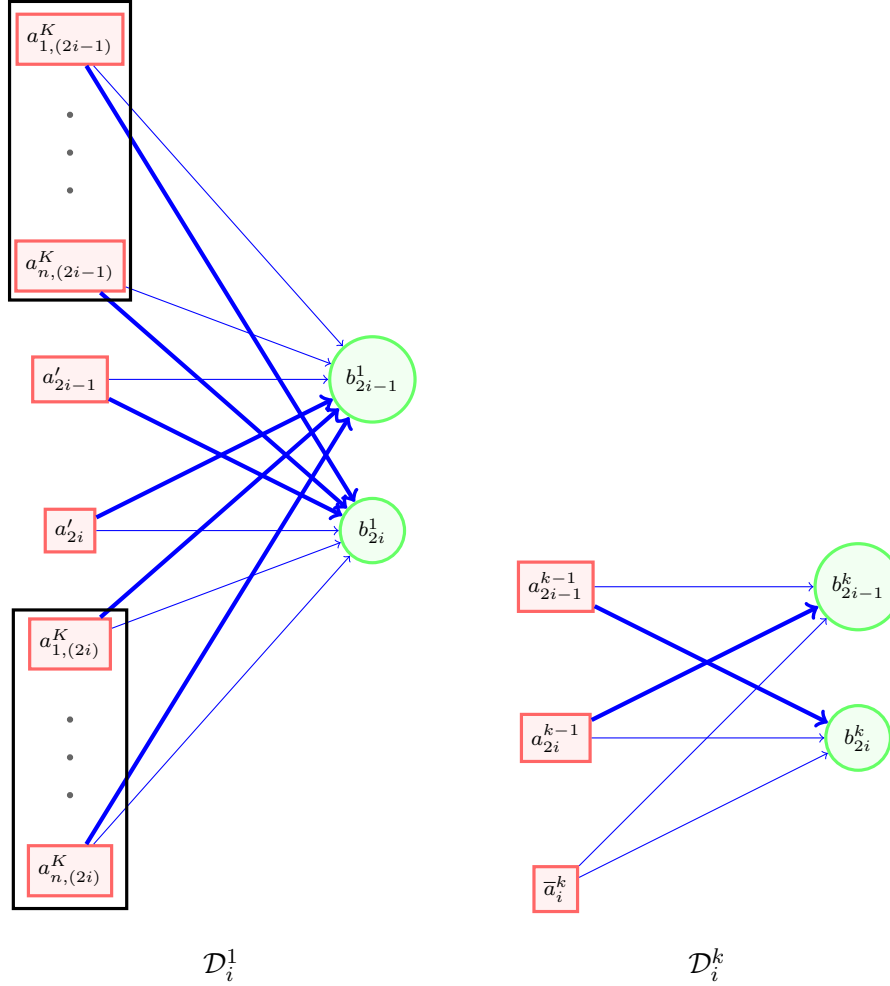 a^K_{1,(2i−1)}
a^K_{n,(2i−1)}
a′_{2i−1}
b^1_{2i−1}
a′_{2i}
b^1_{2i}
a^K_{1,(2i)}
a^K_{n,(2i)}
𝒟^1_i
a^{k−1}_{2i−1}
b^k_{2i−1}
a^{k−1}_{2i}
b^k_{2i}
a̅^k_i
𝒟^k_i